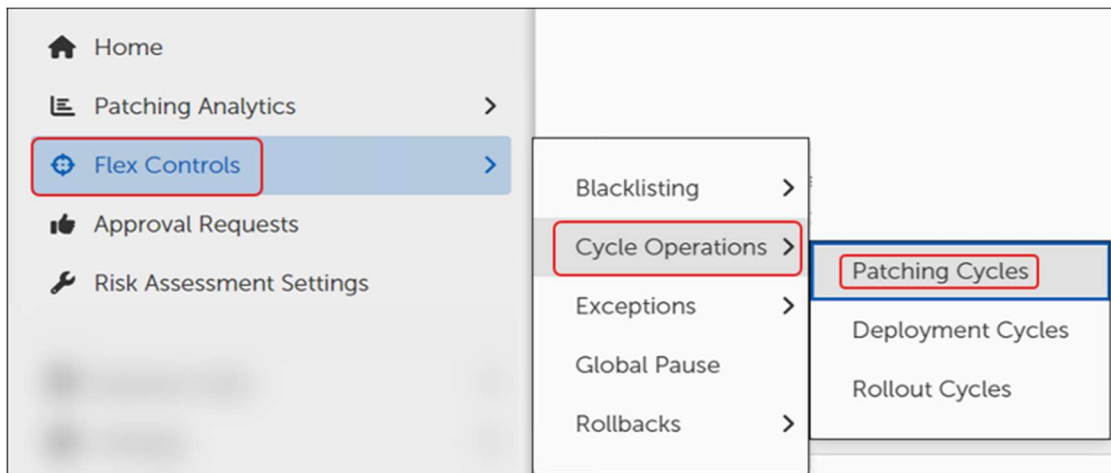 Home
Patching Analytics
Flex Controls
Approval Requests
Risk Assessment Settings
Blacklisting
Cycle Operations
Exceptions
Global Pause
Rollbacks
Patching Cycles
Deployment Cycles
Rollout Cycles